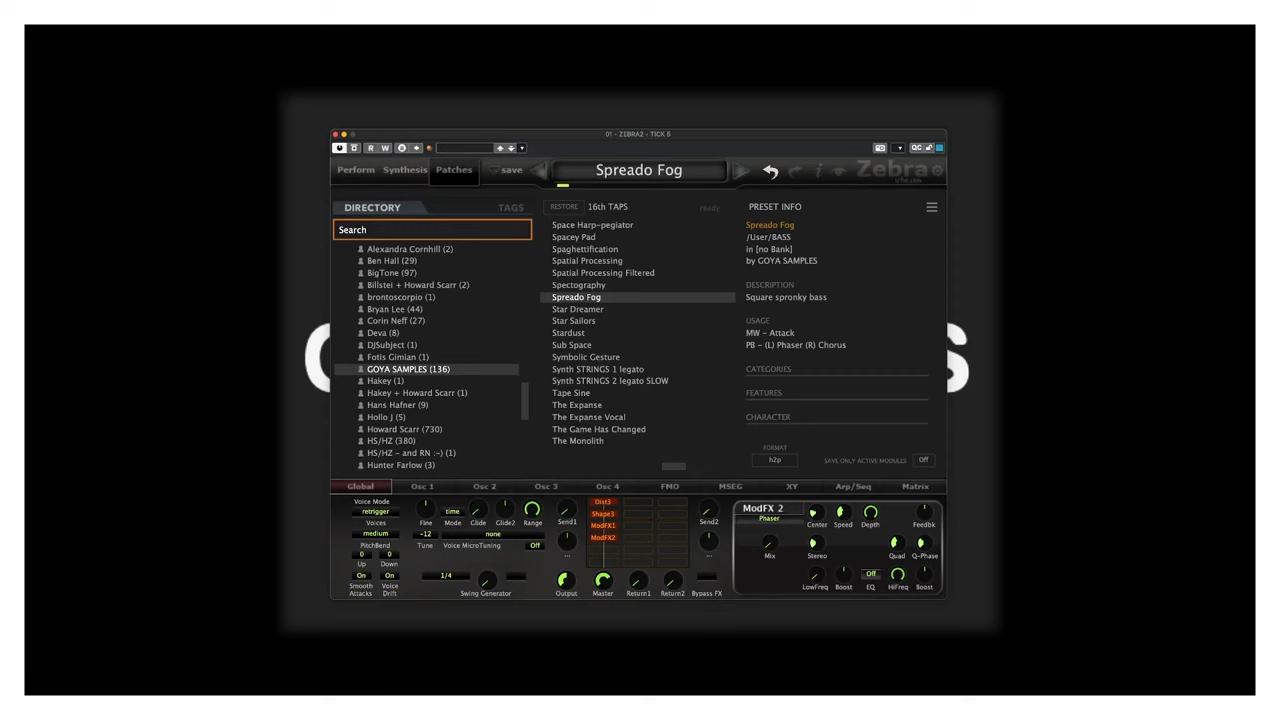 01 - ZEBRA2 - TICK 5
R W
QC
Perform Synthesis Patches save Spreado Fog Zebra
DIRECTORY TAGS
Search
Alexandra Cornhill (2)
Ben Hall (29)
BigTone (97)
Billstei + Howard Scarr (2)
brontoscorpio (1)
Bryan Lee (44)
Corin Neff (27)
Deva (8)
DJSubject (1)
Fotis Gimian (1)
GOYA SAMPLES (136)
Hakey (1)
Hakey + Howard Scarr (1)
Hans Hafner (9)
Hollo J (5)
Howard Scarr (730)
HS/HZ (380)
HS/HZ - and RN :-) (1)
Hunter Farlow (3)
RESTORE 16th TAPS ready
Space Harp-pegiator
Spacey Pad
Spaghettification
Spatial Processing
Spatial Processing Filtered
Spectography
Spreado Fog
Star Dreamer
Star Sailors
Stardust
Sub Space
Symbolic Gesture
Synth STRINGS 1 legato
Synth STRINGS 2 legato SLOW
Tape Sine
The Expanse
The Expanse Vocal
The Game Has Changed
The Monolith
PRESET INFO
Spreado Fog
/User/BASS
in [no Bank]
by GOYA SAMPLES
DESCRIPTION
Square spronky bass
USAGE
MW - Attack
PB - (L) Phaser (R) Chorus
CATEGORIES
FEATURES
CHARACTER
FORMAT
h2p
SAVE ONLY ACTIVE MODULES Off
Global Osc 1 Osc 2 Osc 3 Osc 4 FMO MSEG XY Arp/Seq Matrix
Voice Mode
retrigger
Voices
medium
PitchBend
0 0
Up Down
On On
Smooth Attacks
Voice Drift
Fine time Mode Glide Glide2 Range
-12 none
Tune Voice MicroTuning Off
1/4
Swing Generator
Send1
...
Output
Dist3
Shape3
ModFX1
ModFX2
Master Return1 Return2
Send2
...
Bypass FX
ModFX 2
Phaser
Center Speed Depth Feedbk
Mix Stereo Quad Q-Phase
Off
LowFreq Boost EQ HiFreq Boost